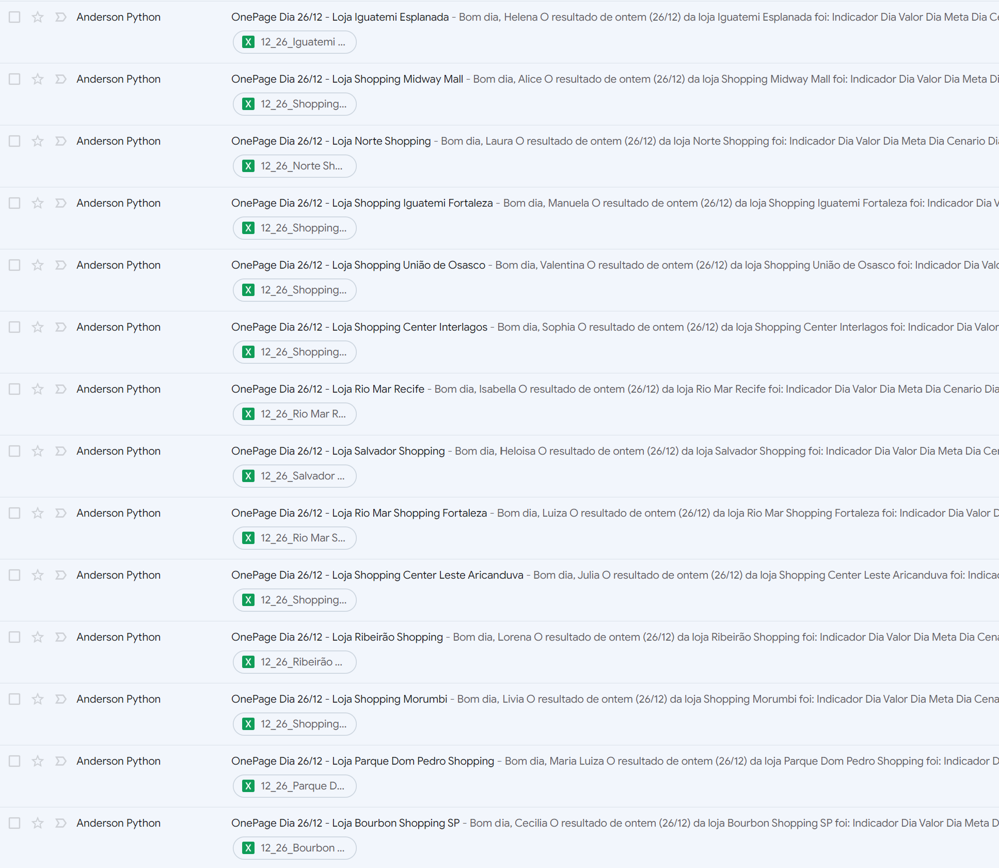 Anderson Python OnePage Dia 26/12 - Loja Iguatemi Esplanada - Bom dia, Helena O resultado de ontem (26/12) da loja Iguatemi Esplanada foi: Indicador Dia Valor Dia Meta Dia Ce
X 12_26_Iguatemi ...
Anderson Python OnePage Dia 26/12 - Loja Shopping Midway Mall - Bom dia, Alice O resultado de ontem (26/12) da loja Shopping Midway Mall foi: Indicador Dia Valor Dia Meta Di
X 12_26_Shopping...
Anderson Python OnePage Dia 26/12 - Loja Norte Shopping - Bom dia, Laura O resultado de ontem (26/12) da loja Norte Shopping foi: Indicador Dia Valor Dia Meta Dia Cenario Dia
X 12_26_Norte Sh...
Anderson Python OnePage Dia 26/12 - Loja Shopping Iguatemi Fortaleza - Bom dia, Manuela O resultado de ontem (26/12) da loja Shopping Iguatemi Fortaleza foi: Indicador Dia V
X 12_26_Shopping...
Anderson Python OnePage Dia 26/12 - Loja Shopping União de Osasco - Bom dia, Valentina O resultado de ontem (26/12) da loja Shopping União de Osasco foi: Indicador Dia Valo
X 12_26_Shopping...
Anderson Python OnePage Dia 26/12 - Loja Shopping Center Interlagos - Bom dia, Sophia O resultado de ontem (26/12) da loja Shopping Center Interlagos foi: Indicador Dia Valor
X 12_26_Shopping...
Anderson Python OnePage Dia 26/12 - Loja Rio Mar Recife - Bom dia, Isabella O resultado de ontem (26/12) da loja Rio Mar Recife foi: Indicador Dia Valor Dia Meta Dia Cenario Dia
X 12_26_Rio Mar R...
Anderson Python OnePage Dia 26/12 - Loja Salvador Shopping - Bom dia, Heloisa O resultado de ontem (26/12) da loja Salvador Shopping foi: Indicador Dia Valor Dia Meta Dia Cer
X 12_26_Salvador ...
Anderson Python OnePage Dia 26/12 - Loja Rio Mar Shopping Fortaleza - Bom dia, Luiza O resultado de ontem (26/12) da loja Rio Mar Shopping Fortaleza foi: Indicador Dia Valor D
X 12_26_Rio Mar S...
Anderson Python OnePage Dia 26/12 - Loja Shopping Center Leste Aricanduva - Bom dia, Julia O resultado de ontem (26/12) da loja Shopping Center Leste Aricanduva foi: Indicad
X 12_26_Shopping...
Anderson Python OnePage Dia 26/12 - Loja Ribeirão Shopping - Bom dia, Lorena O resultado de ontem (26/12) da loja Ribeirão Shopping foi: Indicador Dia Valor Dia Meta Dia Cena
X 12_26_Ribeirão ...
Anderson Python OnePage Dia 26/12 - Loja Shopping Morumbi - Bom dia, Livia O resultado de ontem (26/12) da loja Shopping Morumbi foi: Indicador Dia Valor Dia Meta Dia Cena
X 12_26_Shopping...
Anderson Python OnePage Dia 26/12 - Loja Parque Dom Pedro Shopping - Bom dia, Maria Luiza O resultado de ontem (26/12) da loja Parque Dom Pedro Shopping foi: Indicador D
X 12_26_Parque D...
Anderson Python OnePage Dia 26/12 - Loja Bourbon Shopping SP - Bom dia, Cecilia O resultado de ontem (26/12) da loja Bourbon Shopping SP foi: Indicador Dia Valor Dia Meta D
X 12_26_Bourbon ...